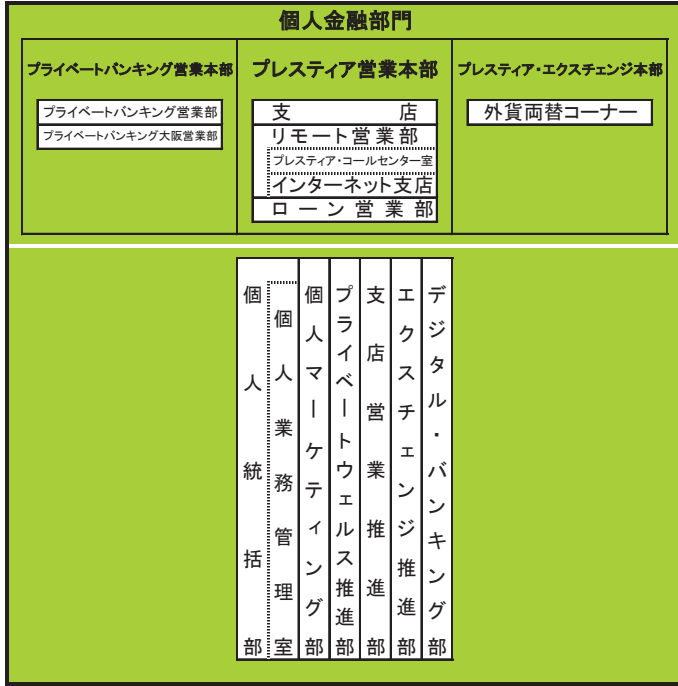 個人金融部門
プライベートバンキング営業本部
プレスティア営業本部
プレスティア・エクスチェンジ本部
プライベートバンキング営業部
プライベートバンキング大阪営業部
支店
リモート営業部
プレスティア・コールセンター室
インターネット支店
ローン営業部
外貨両替コーナー
個人統括部
個人業務管理室
個人マーケティング部
プライベートウェルス推進部
支店営業推進部
エクスチェンジ推進部
デジタル・バンキング部